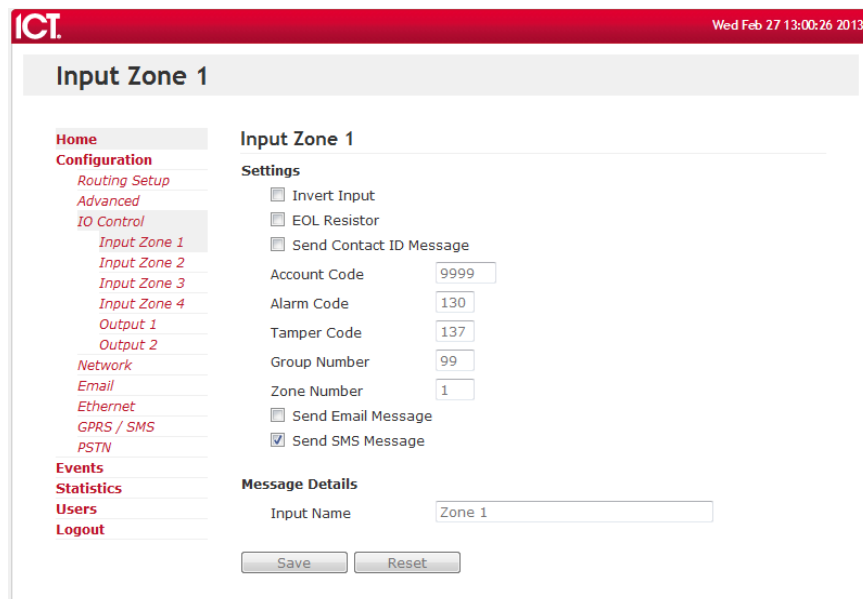 ICT.
Wed Feb 27 13:00:26 2013
Input Zone 1
Home
Configuration
Routing Setup
Advanced
IO Control
Input Zone 1
Input Zone 2
Input Zone 3
Input Zone 4
Output 1
Output 2
Network
Email
Ethernet
GPRS / SMS
PSTN
Events
Statistics
Users
Logout
Input Zone 1
Settings
Invert Input
EOL Resistor
Send Contact ID Message
Account Code 9999
Alarm Code 130
Tamper Code 137
Group Number 99
Zone Number 1
Send Email Message
Send SMS Message
Message Details
Input Name Zone 1
Save Reset